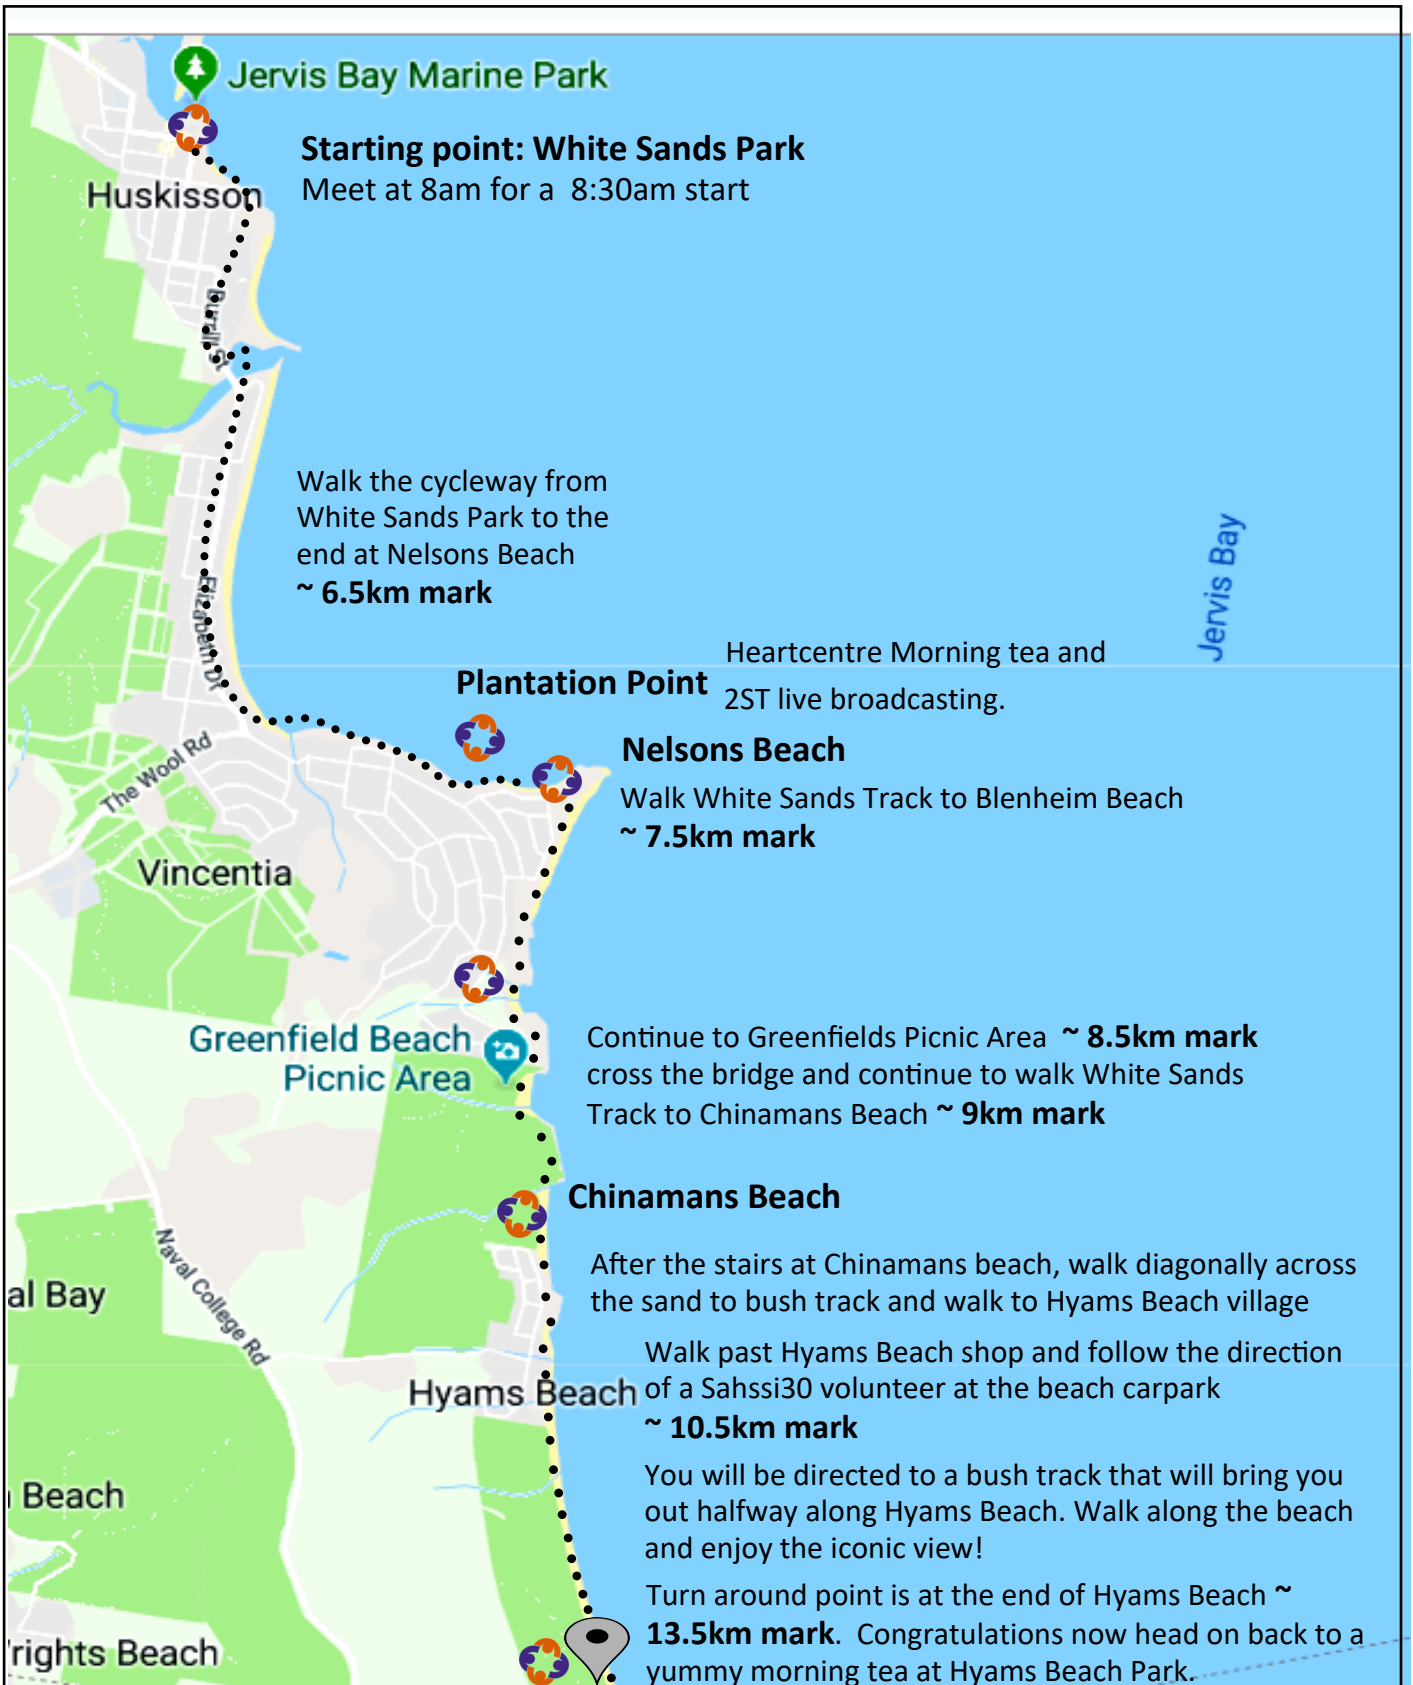 Jervis Bay Marine Park
Starting point: White Sands Park
Meet at 8am for a  8:30am start
Huskisson
Burrill St
Walk the cycleway from
White Sands Park to the
end at Nelsons Beach
~ 6.5km mark
Jervis Bay
Elizabeth Dr
Heartcentre Morning tea and
2ST live broadcasting.
Plantation Point
Nelsons Beach
Walk White Sands Track to Blenheim Beach
~ 7.5km mark
The Wool Rd
Vincentia
Greenfield Beach
Picnic Area
Continue to Greenfields Picnic Area  ~ 8.5km mark
cross the bridge and continue to walk White Sands
Track to Chinamans Beach ~ 9km mark
Chinamans Beach
After the stairs at Chinamans beach, walk diagonally across
the sand to bush track and walk to Hyams Beach village
Naval College Rd
al Bay
Walk past Hyams Beach shop and follow the direction
of a Sahssi30 volunteer at the beach carpark
~ 10.5km mark
Hyams Beach
You will be directed to a bush track that will bring you
out halfway along Hyams Beach. Walk along the beach
and enjoy the iconic view!
Beach
Turn around point is at the end of Hyams Beach ~
13.5km mark.  Congratulations now head on back to a
yummy morning tea at Hyams Beach Park.
rights Beach